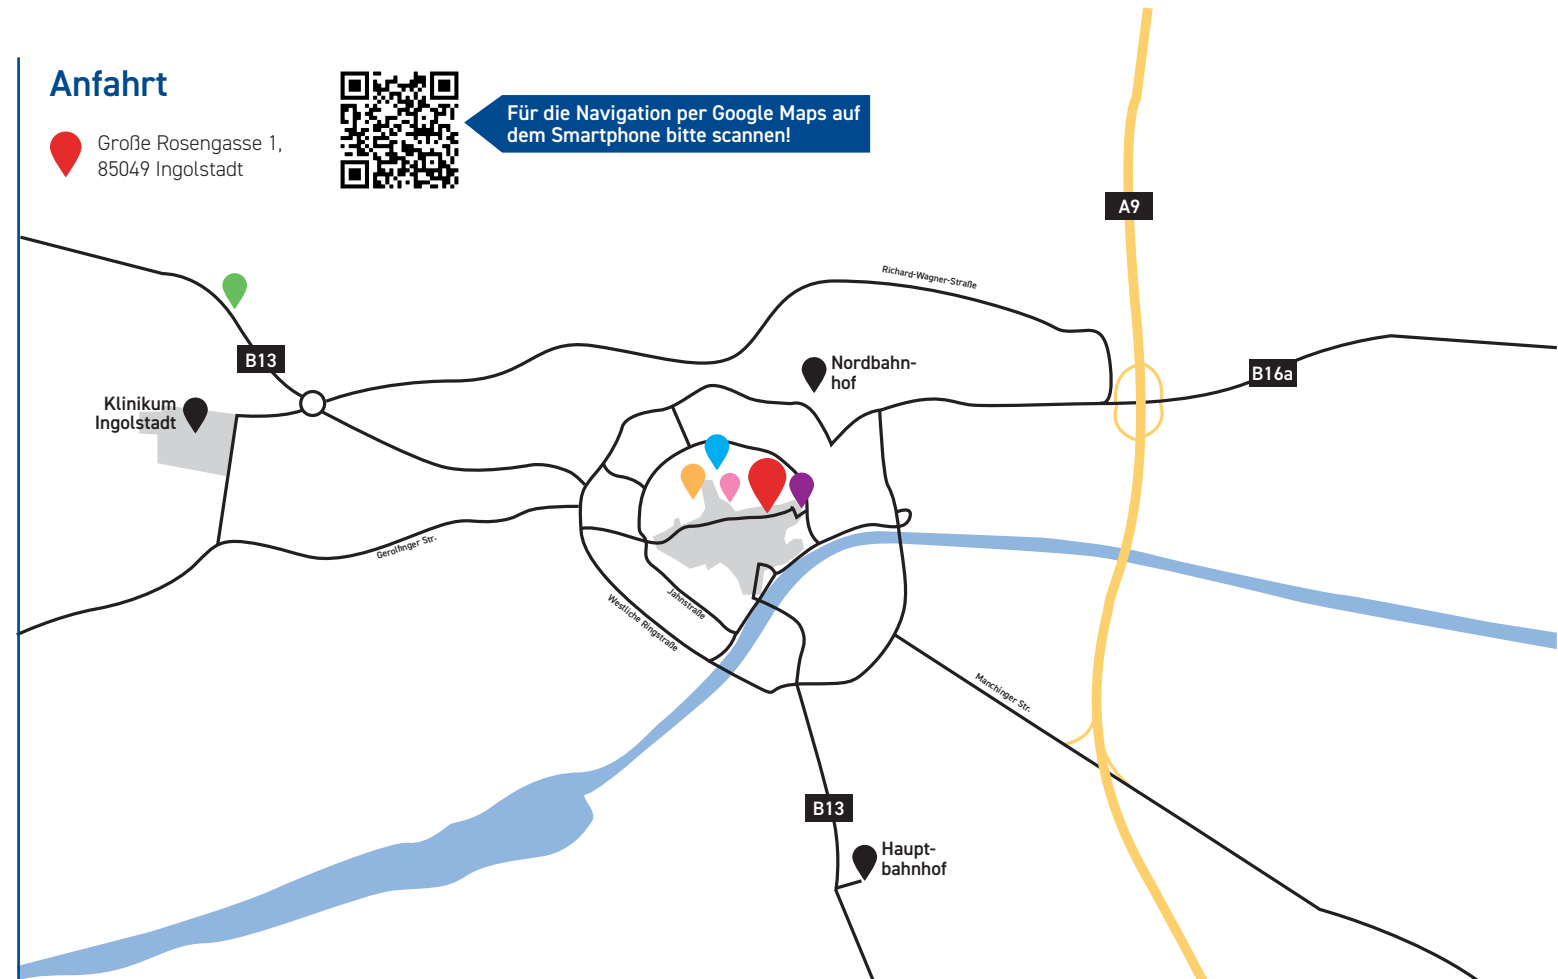 Anfahrt
Große Rosengasse 1,
85049 Ingolstadt
Für die Navigation per Google Maps auf
dem Smartphone bitte scannen!
A9
Richard-Wagner-Straße
B13
Nordbahn-
hof
B16a
Klinikum
Ingolstadt
Gerolfinger Str.
Jahnstraße
Westliche Ringstraße
Manchinger Str.
B13
Haupt-
bahnhof